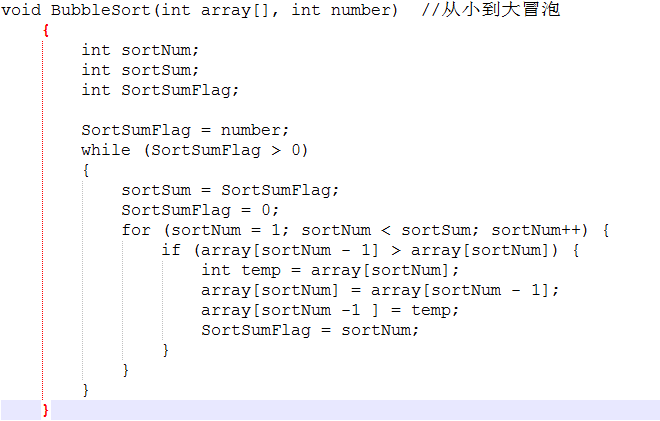 void BubbleSort(int array[], int number)  //从小到大冒泡
{
int sortNum;
int sortSum;
int SortSumFlag;
SortSumFlag = number;
while (SortSumFlag > 0)
{
sortSum = SortSumFlag;
SortSumFlag = 0;
for (sortNum = 1; sortNum < sortSum; sortNum++) {
if (array[sortNum - 1] > array[sortNum]) {
int temp = array[sortNum];
array[sortNum] = array[sortNum - 1];
array[sortNum -1 ] = temp;
SortSumFlag = sortNum;
}
}
}
}